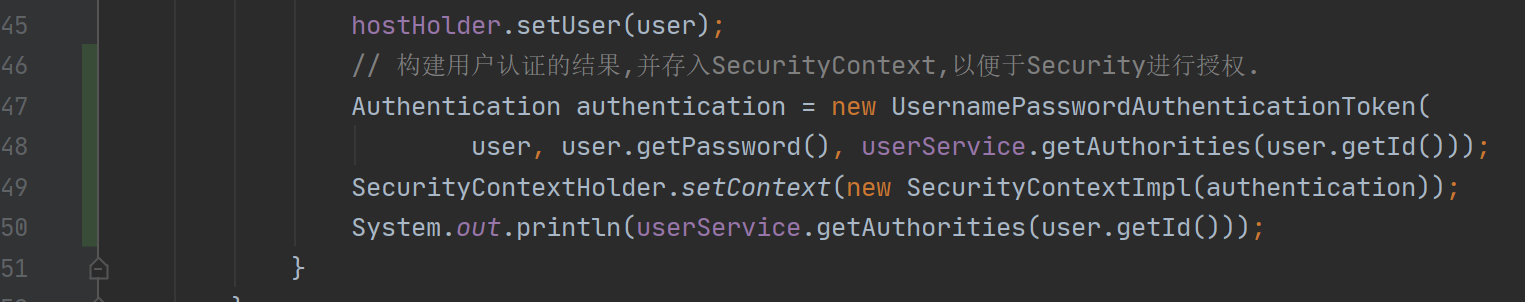 45 hostHolder.setUser(user);
46 // 构建用户认证的结果,并存入SecurityContext,以便于Security进行授权.
47 Authentication authentication = new UsernamePasswordAuthenticationToken(
48 user, user.getPassword(), userService.getAuthorities(user.getId()));
49 SecurityContextHolder.setContext(new SecurityContextImpl(authentication));
50 System.out.println(userService.getAuthorities(user.getId()));
51 }